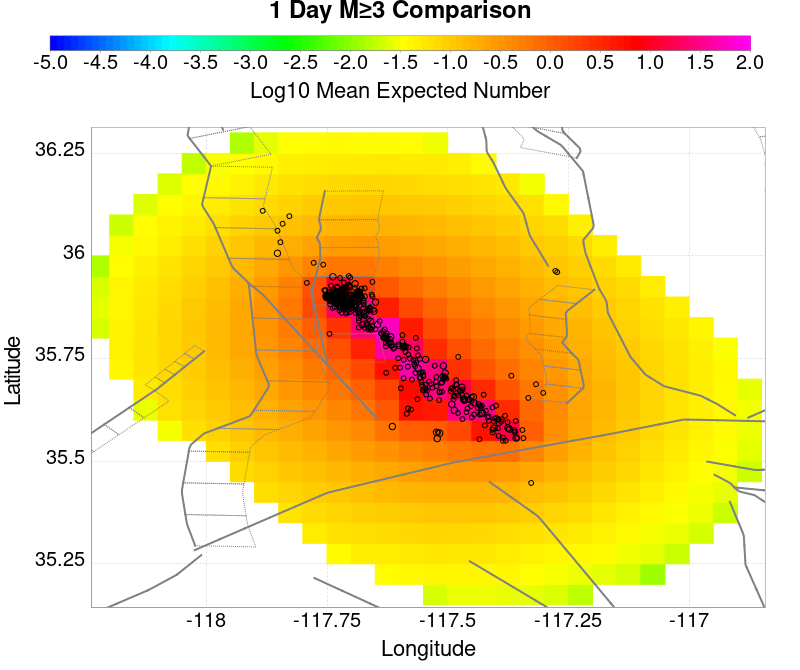 1 Day M≥3 Comparison
-5.0 -4.5 -4.0 -3.5 -3.0 -2.5 -2.0 -1.5 -1.0 -0.5 0.0 0.5 1.0 1.5 2.0
Log10 Mean Expected Number
36.25
36
35.75
35.5
35.25
Latitude
-118 -117.75 -117.5 -117.25 -117
Longitude